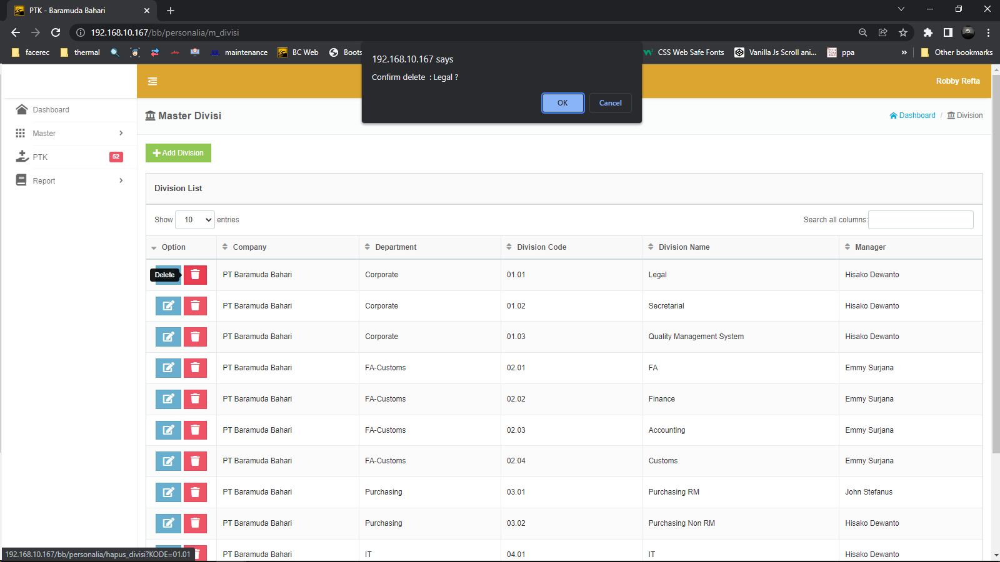 PTK - Baramuda Bahari
192.168.10.167/bb/personalia/m_divisi
facerec thermal maintenance BC Web Boots CSS Web Safe Fonts Vanilla Js Scroll ani... ppa » Other bookmarks
192.168.10.167 says
Confirm delete : Legal ?
OK Cancel
Robby Refta
Dashboard
Master
PTK 52
Report
Master Divisi
Dashboard / Division
Add Division
Division List
Show 10 entries
Search all columns:
Option Company Department Division Code Division Name Manager
Delete PT Baramuda Bahari Corporate 01.01 Legal Hisako Dewanto
PT Baramuda Bahari Corporate 01.02 Secretarial Hisako Dewanto
PT Baramuda Bahari Corporate 01.03 Quality Management System Hisako Dewanto
PT Baramuda Bahari FA-Customs 02.01 FA Emmy Surjana
PT Baramuda Bahari FA-Customs 02.02 Finance Emmy Surjana
PT Baramuda Bahari FA-Customs 02.03 Accounting Emmy Surjana
PT Baramuda Bahari FA-Customs 02.04 Customs Emmy Surjana
PT Baramuda Bahari Purchasing 03.01 Purchasing RM John Stefanus
PT Baramuda Bahari Purchasing 03.02 Purchasing Non RM Hisako Dewanto
PT Baramuda Bahari IT 04.01 IT Hisako Dewanto
192.168.10.167/bb/personalia/hapus_divisi?KODE=01.01